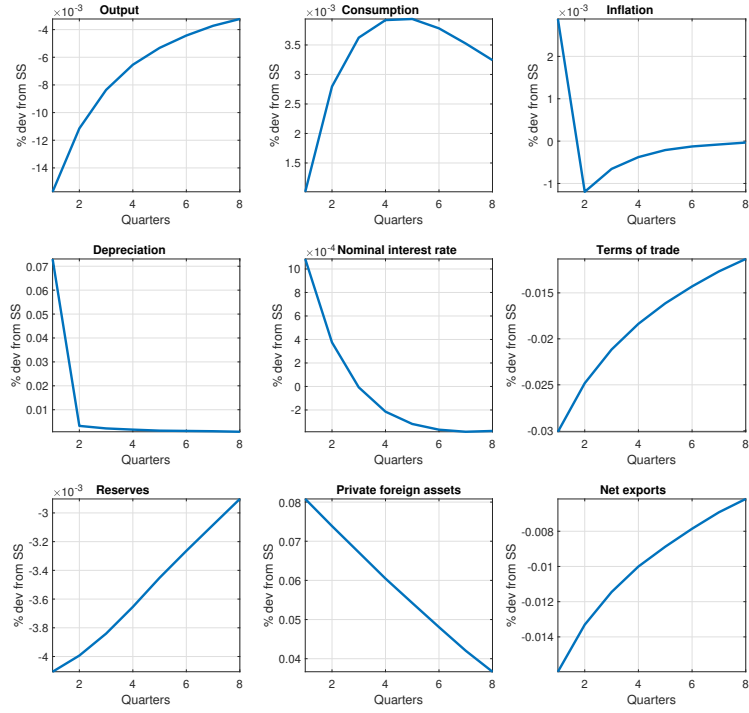 ×10⁻³ Output
-4
-6
-8
-10
-12
-14
% dev from SS
2 4 6 8
Quarters
×10⁻³ Consumption
3.5
3
2.5
2
1.5
% dev from SS
2 4 6 8
Quarters
×10⁻³ Inflation
2
1
0
-1
% dev from SS
2 4 6 8
Quarters
Depreciation
0.07
0.06
0.05
0.04
0.03
0.02
0.01
% dev from SS
2 4 6 8
Quarters
×10⁻⁴ Nominal interest rate
10
8
6
4
2
0
-2
% dev from SS
2 4 6 8
Quarters
Terms of trade
-0.015
-0.02
-0.025
-0.03
% dev from SS
2 4 6 8
Quarters
×10⁻³ Reserves
-3
-3.2
-3.4
-3.6
-3.8
-4
% dev from SS
2 4 6 8
Quarters
Private foreign assets
0.08
0.07
0.06
0.05
0.04
% dev from SS
2 4 6 8
Quarters
Net exports
-0.008
-0.01
-0.012
-0.014
% dev from SS
2 4 6 8
Quarters